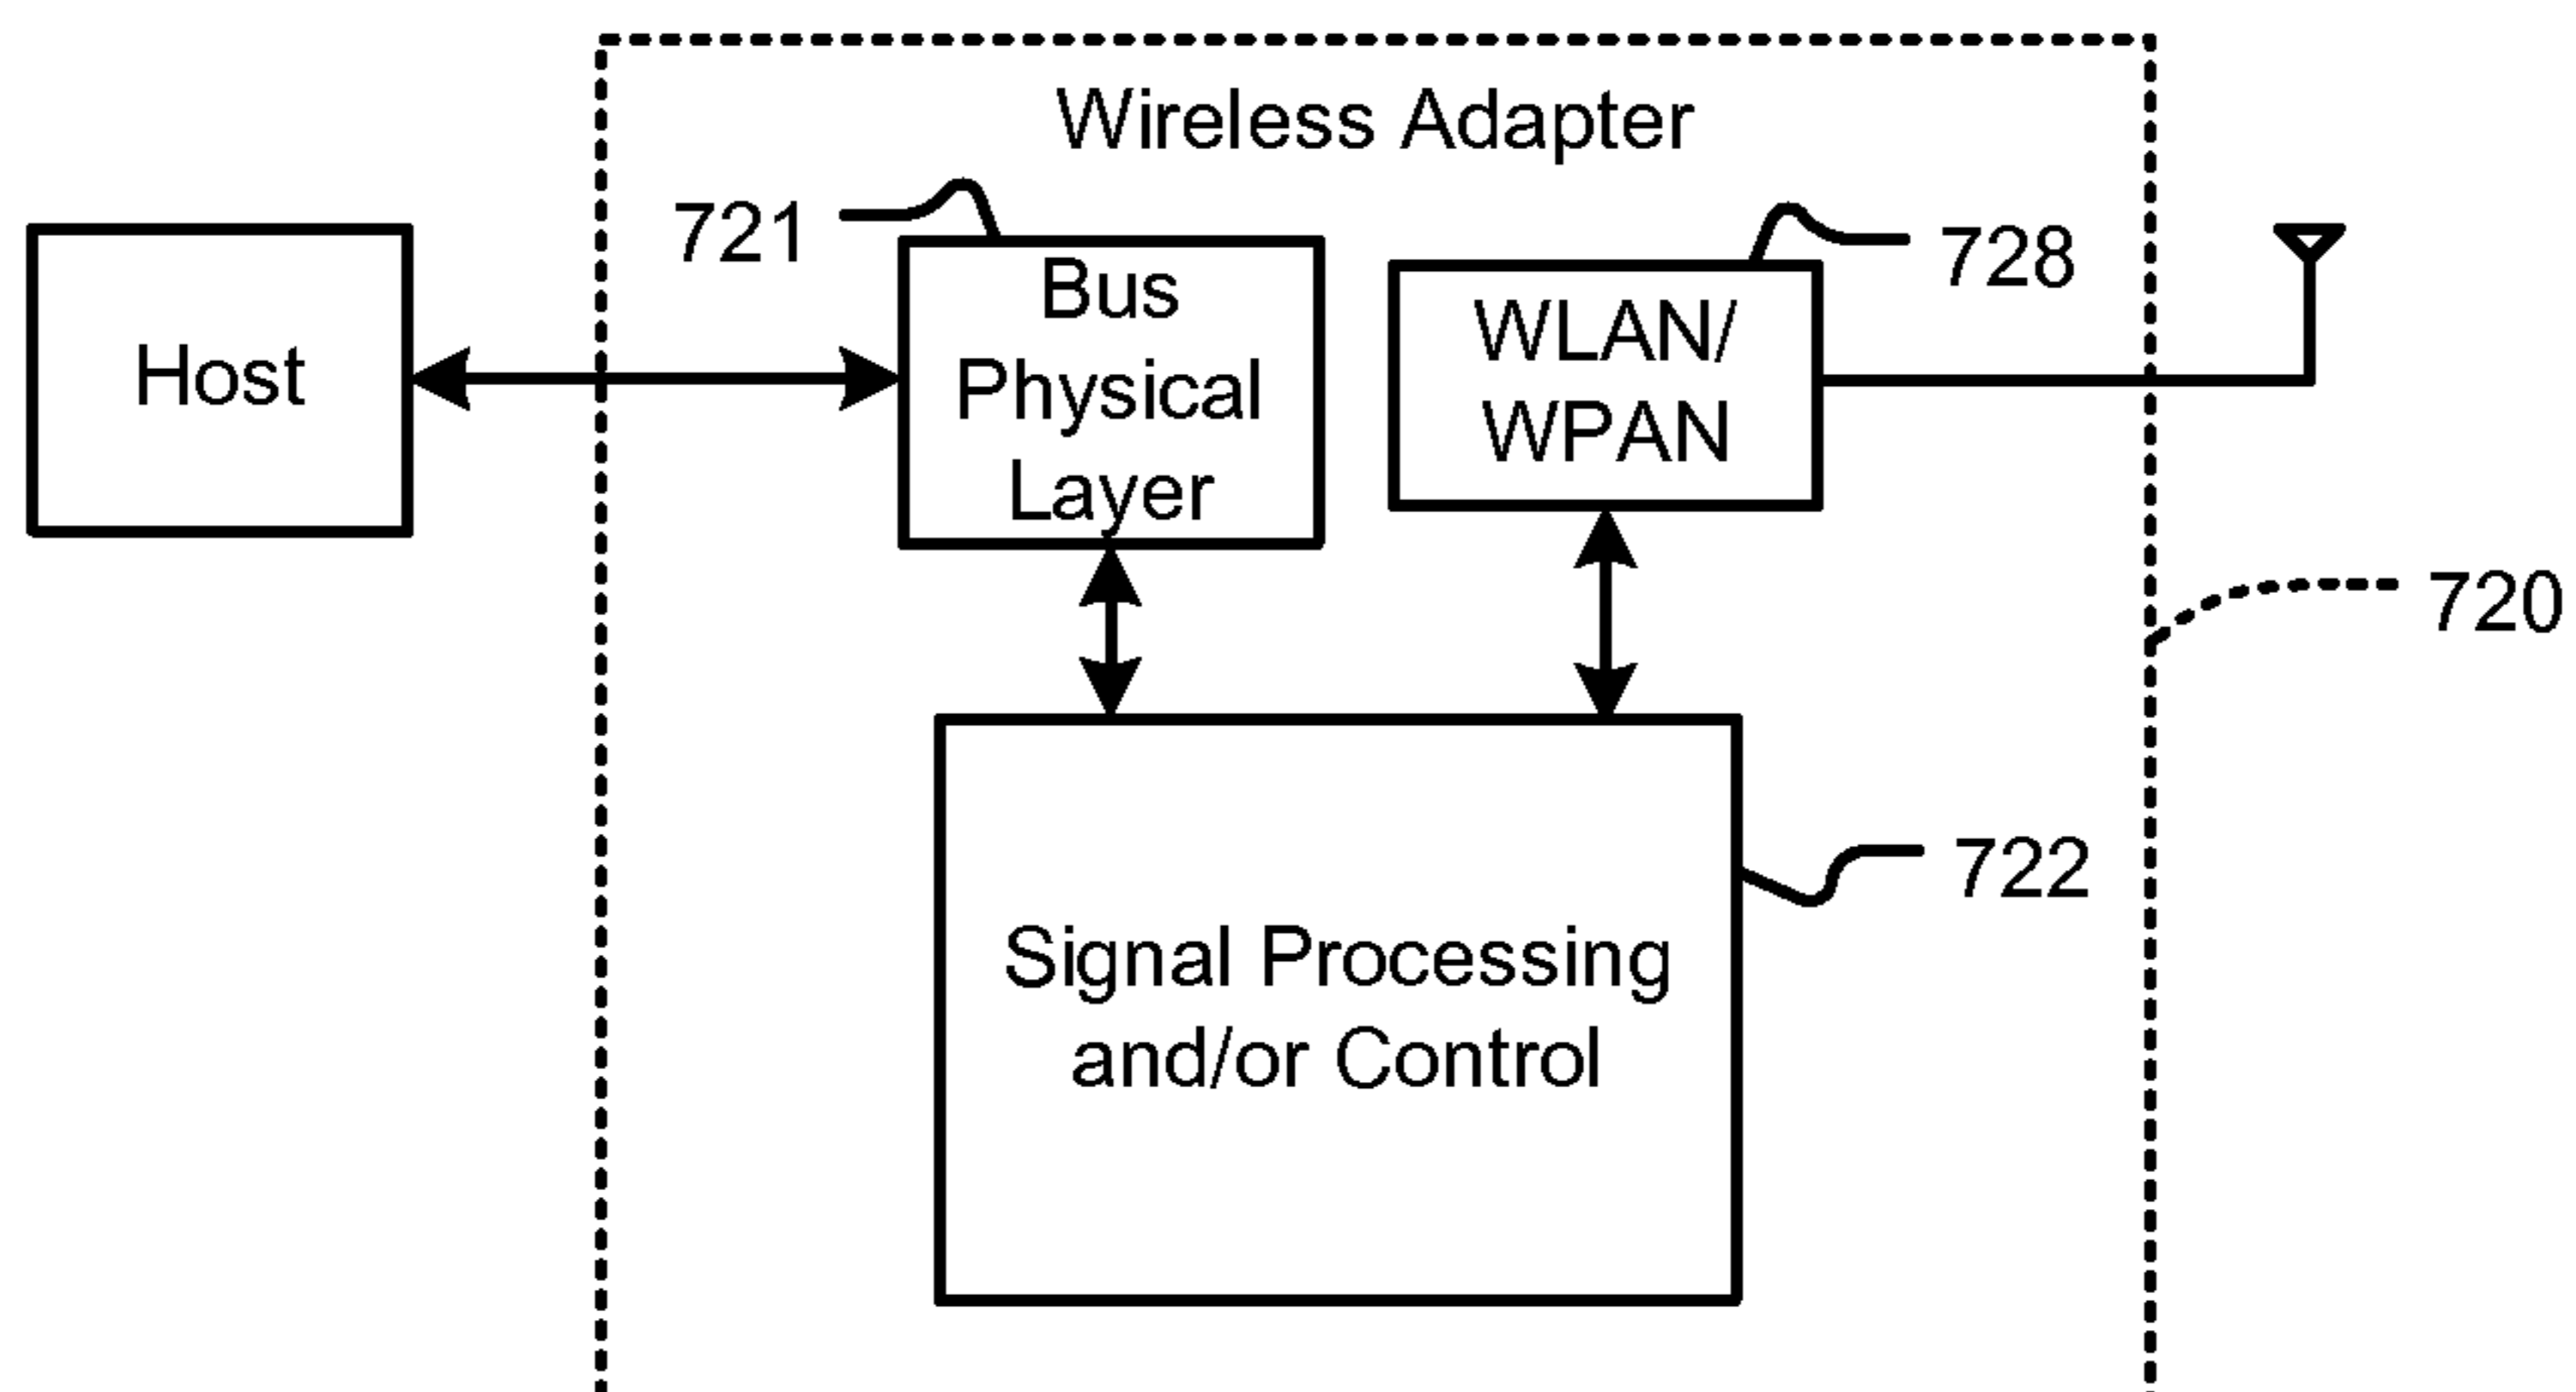 Wireless Adapter
721
728
Host
Bus
Physical
Layer
WLAN/
WPAN
720
722
Signal Processing
and/or Control